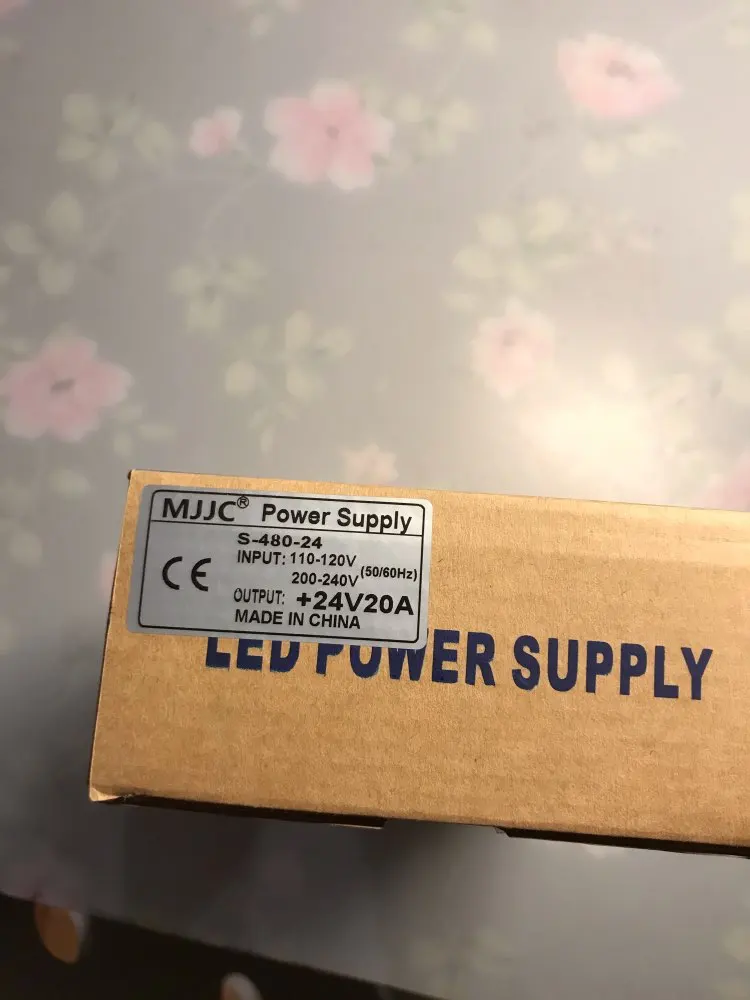 MJJC® Power Supply
S-480-24
INPUT: 110-120V
200-240V (50/60Hz)
CE
OUTPUT: +24V20A
MADE IN CHINA
LED POWER SUPPLY